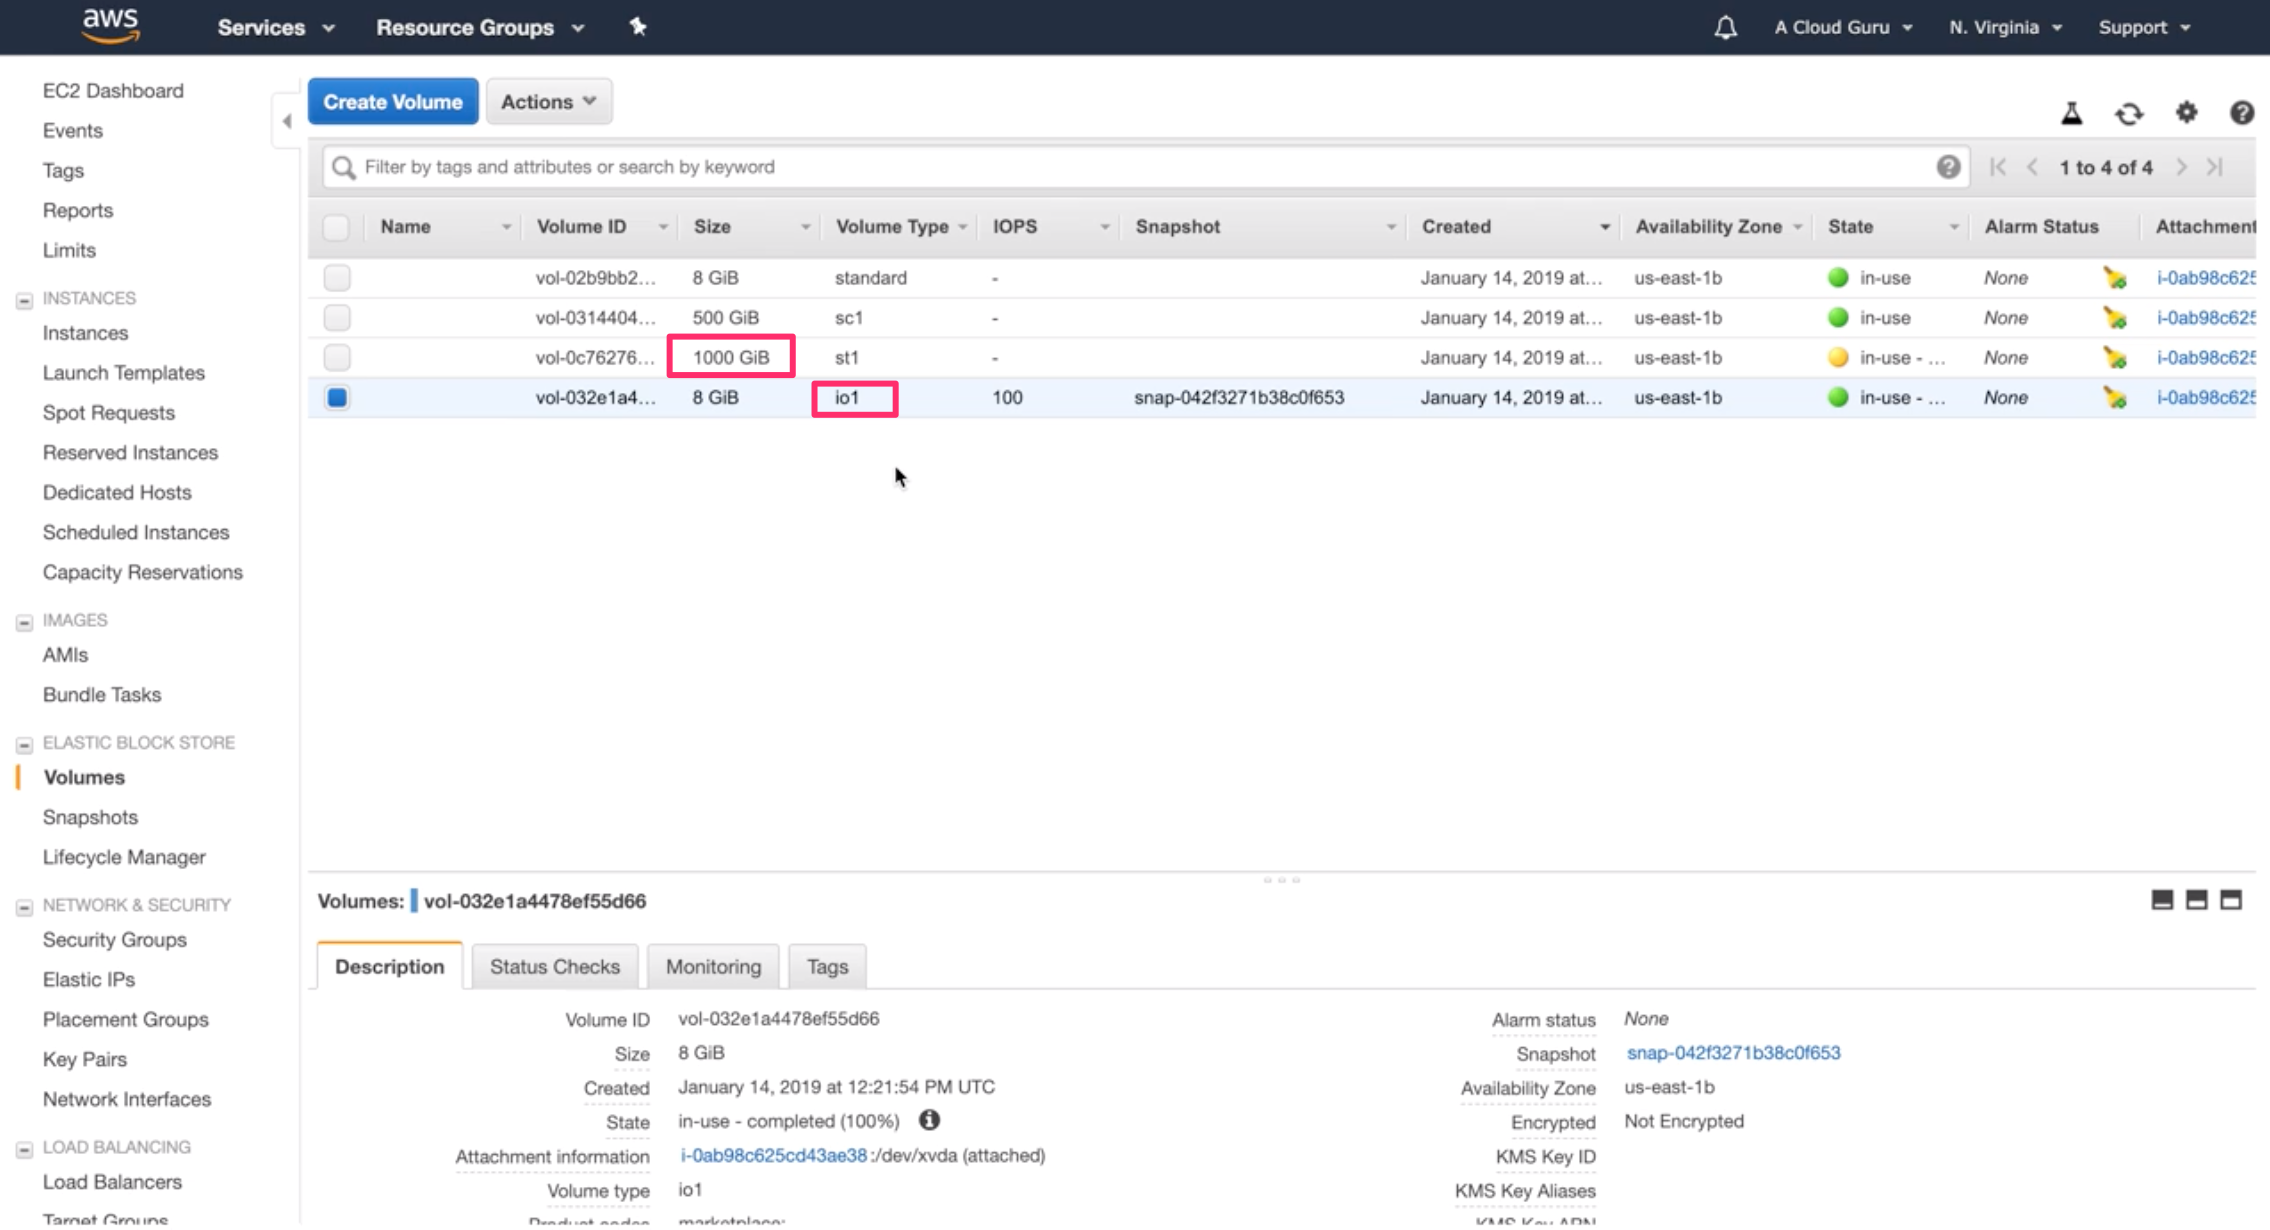 aws Services Resource Groups A Cloud Guru N. Virginia Support
EC2 Dashboard
Events
Tags
Reports
Limits
INSTANCES
Instances
Launch Templates
Spot Requests
Reserved Instances
Dedicated Hosts
Scheduled Instances
Capacity Reservations
IMAGES
AMIs
Bundle Tasks
ELASTIC BLOCK STORE
Volumes
Snapshots
Lifecycle Manager
NETWORK & SECURITY
Security Groups
Elastic IPs
Placement Groups
Key Pairs
Network Interfaces
LOAD BALANCING
Load Balancers
Target Groups
Create Volume Actions
Filter by tags and attributes or search by keyword 1 to 4 of 4
Name Volume ID Size Volume Type IOPS Snapshot Created Availability Zone State Alarm Status Attachment
vol-02b9bb2... 8 GiB standard - January 14, 2019 at... us-east-1b in-use None i-0ab98c625
vol-0314404... 500 GiB sc1 - January 14, 2019 at... us-east-1b in-use None i-0ab98c625
vol-0c76276... 1000 GiB st1 - January 14, 2019 at... us-east-1b in-use - ... None i-0ab98c625
vol-032e1a4... 8 GiB io1 100 snap-042f3271b38c0f653 January 14, 2019 at... us-east-1b in-use - ... None i-0ab98c625
Volumes: vol-032e1a4478ef55d66
Description Status Checks Monitoring Tags
Volume ID vol-032e1a4478ef55d66
Size 8 GiB
Created January 14, 2019 at 12:21:54 PM UTC
State in-use - completed (100%)
Attachment information i-0ab98c625cd43ae38:/dev/xvda (attached)
Volume type io1
Product codes marketplace:
Alarm status None
Snapshot snap-042f3271b38c0f653
Availability Zone us-east-1b
Encrypted Not Encrypted
KMS Key ID
KMS Key Aliases
KMS Key ARN